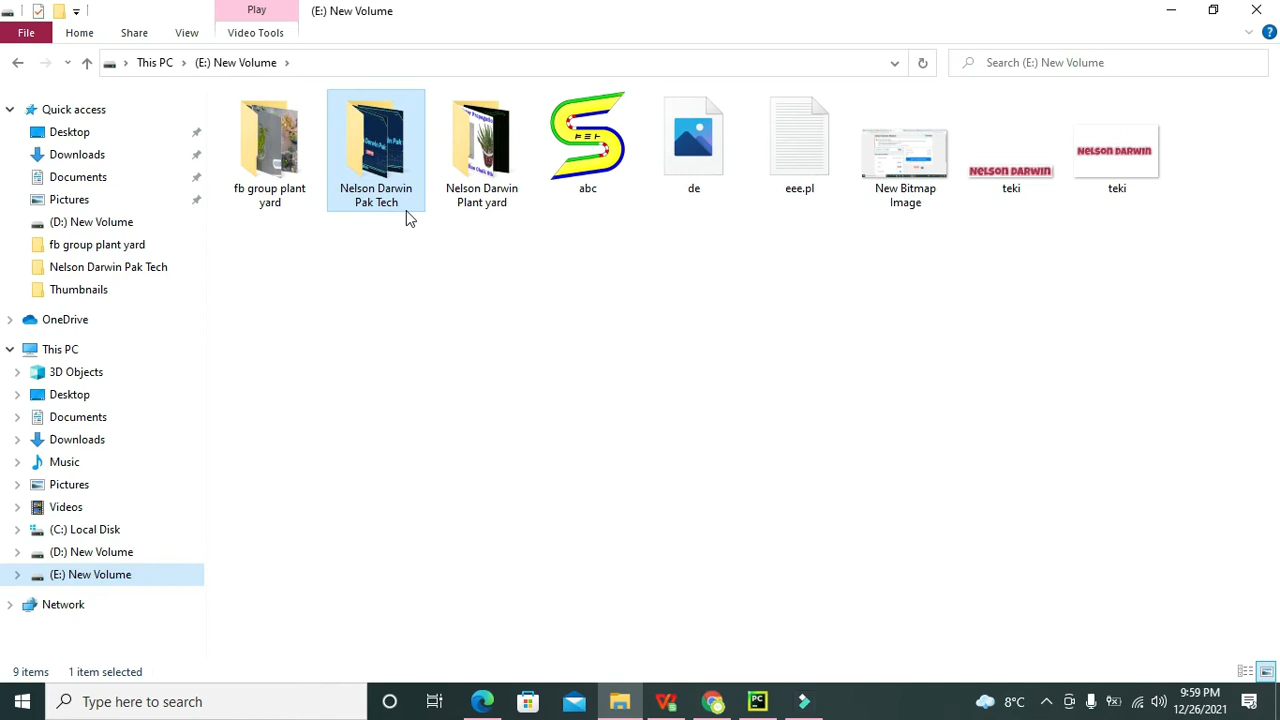 Play
(E:) New Volume
File
Home
Share
View
Video Tools
This PC
(E:) New Volume
Search (E:) New Volume
Quick access
Desktop
Downloads
Documents
Pictures
(D:) New Volume
fb group plant yard
Nelson Darwin Pak Tech
Thumbnails
OneDrive
This PC
3D Objects
Desktop
Documents
Downloads
Music
Pictures
Videos
(C:) Local Disk
(D:) New Volume
(E:) New Volume
Network
fb group plant
yard
Nelson Darwin
Pak Tech
Nelson Darwin
Plant yard
abc
de
eee.pl
New Bitmap
Image
NELSON DARWIN
teki
NELSON DARWIN
teki
9 items
1 item selected
Type here to search
8°C
9:59 PM
12/26/2021